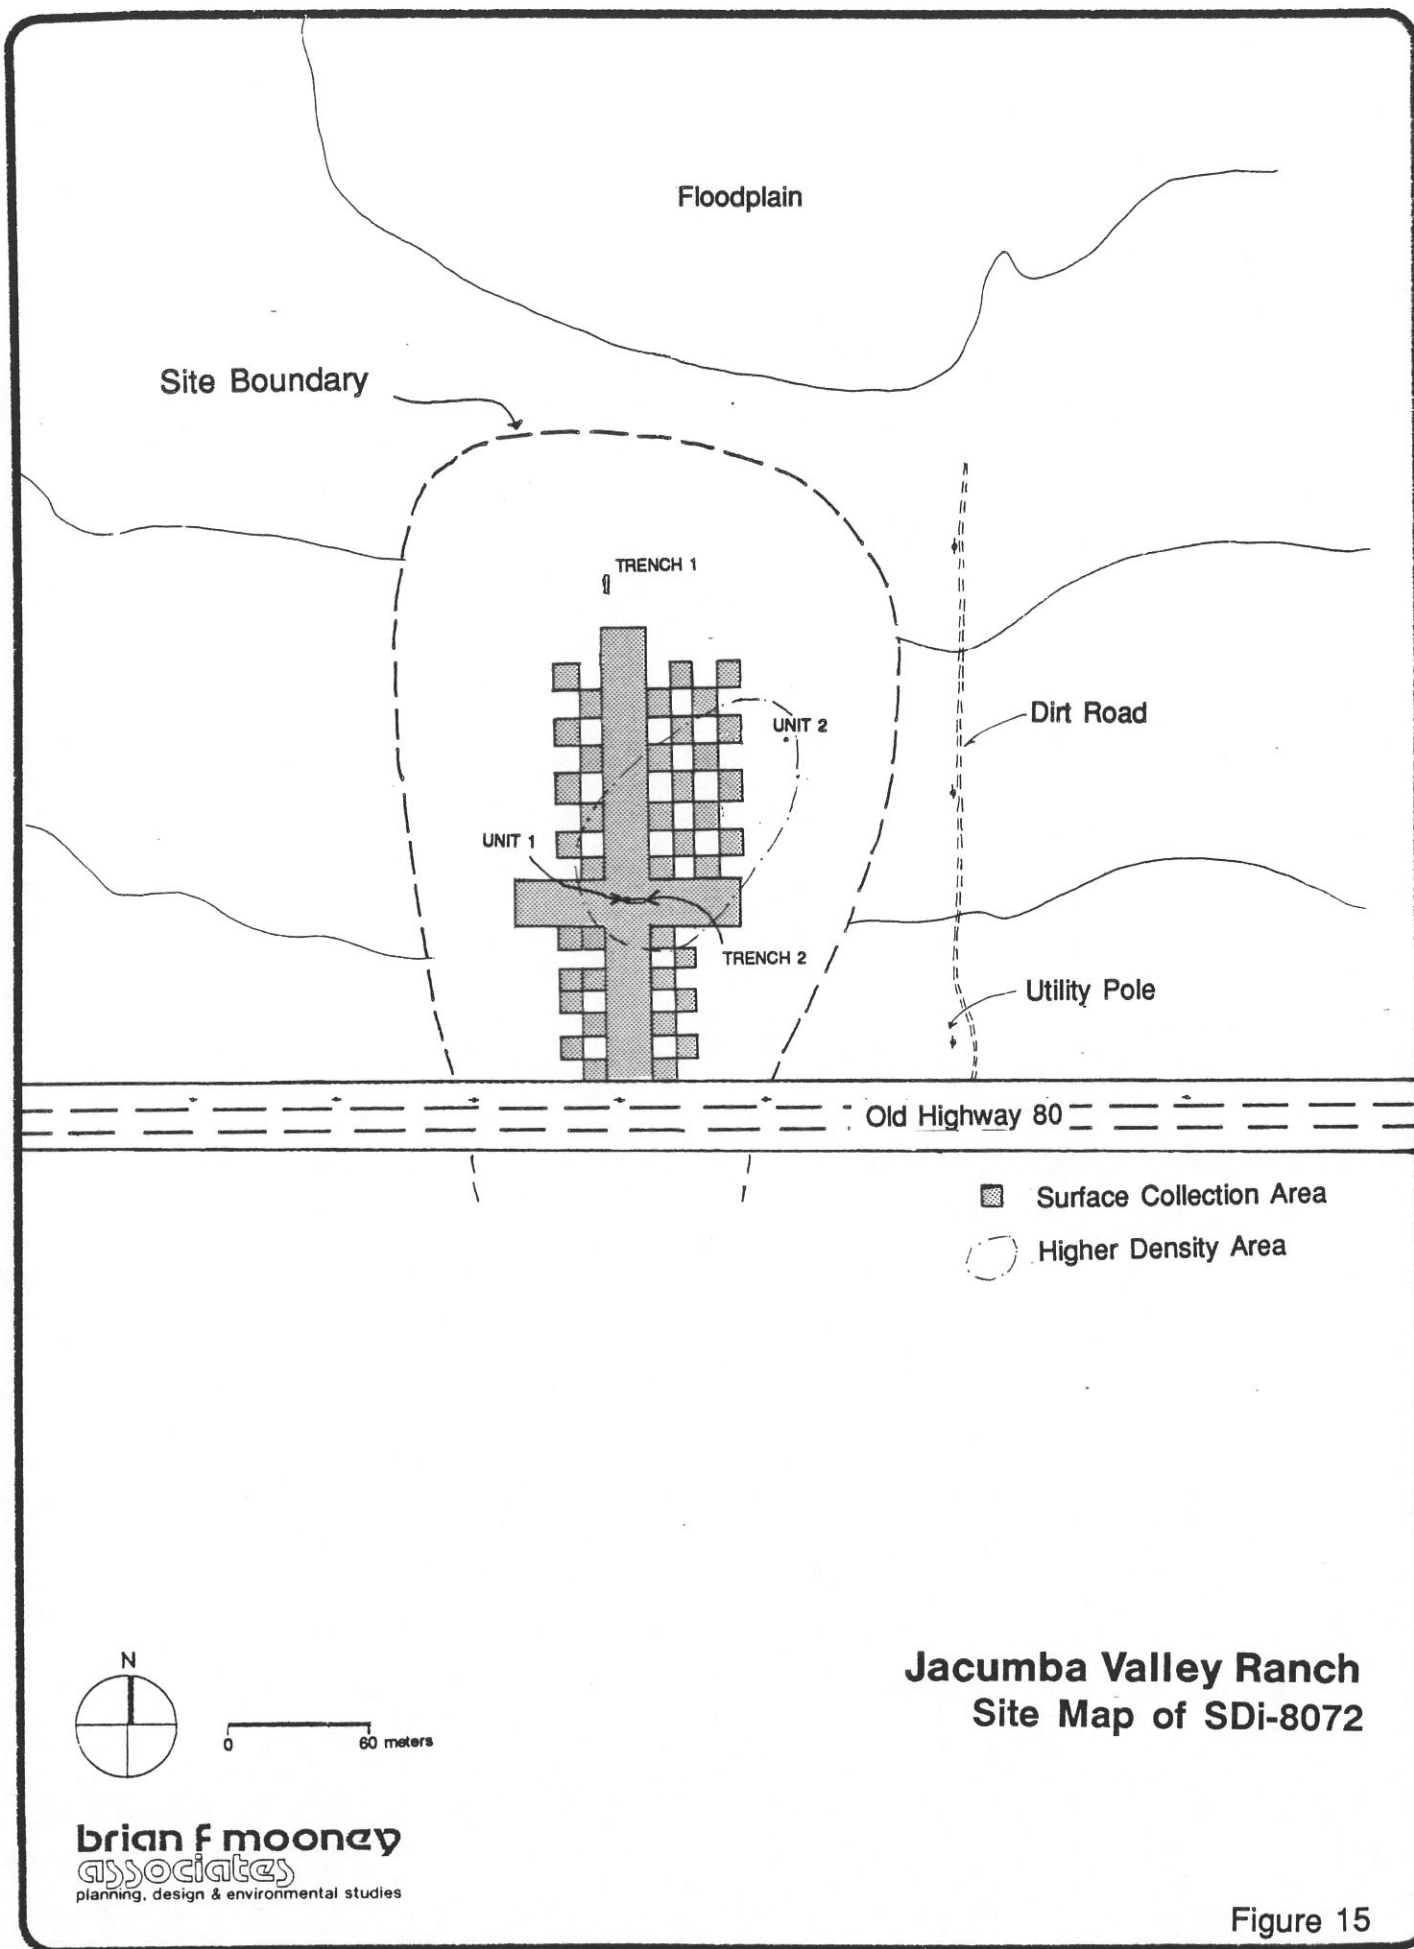 Floodplain
Site Boundary
TRENCH 1
UNIT 2
Dirt Road
UNIT 1
TRENCH 2
Utility Pole
Old Highway 80
Surface Collection Area
Higher Density Area
N
0 60 meters
Jacumba Valley Ranch
Site Map of SDi-8072
brian f mooney
associates
planning, design & environmental studies
Figure 15